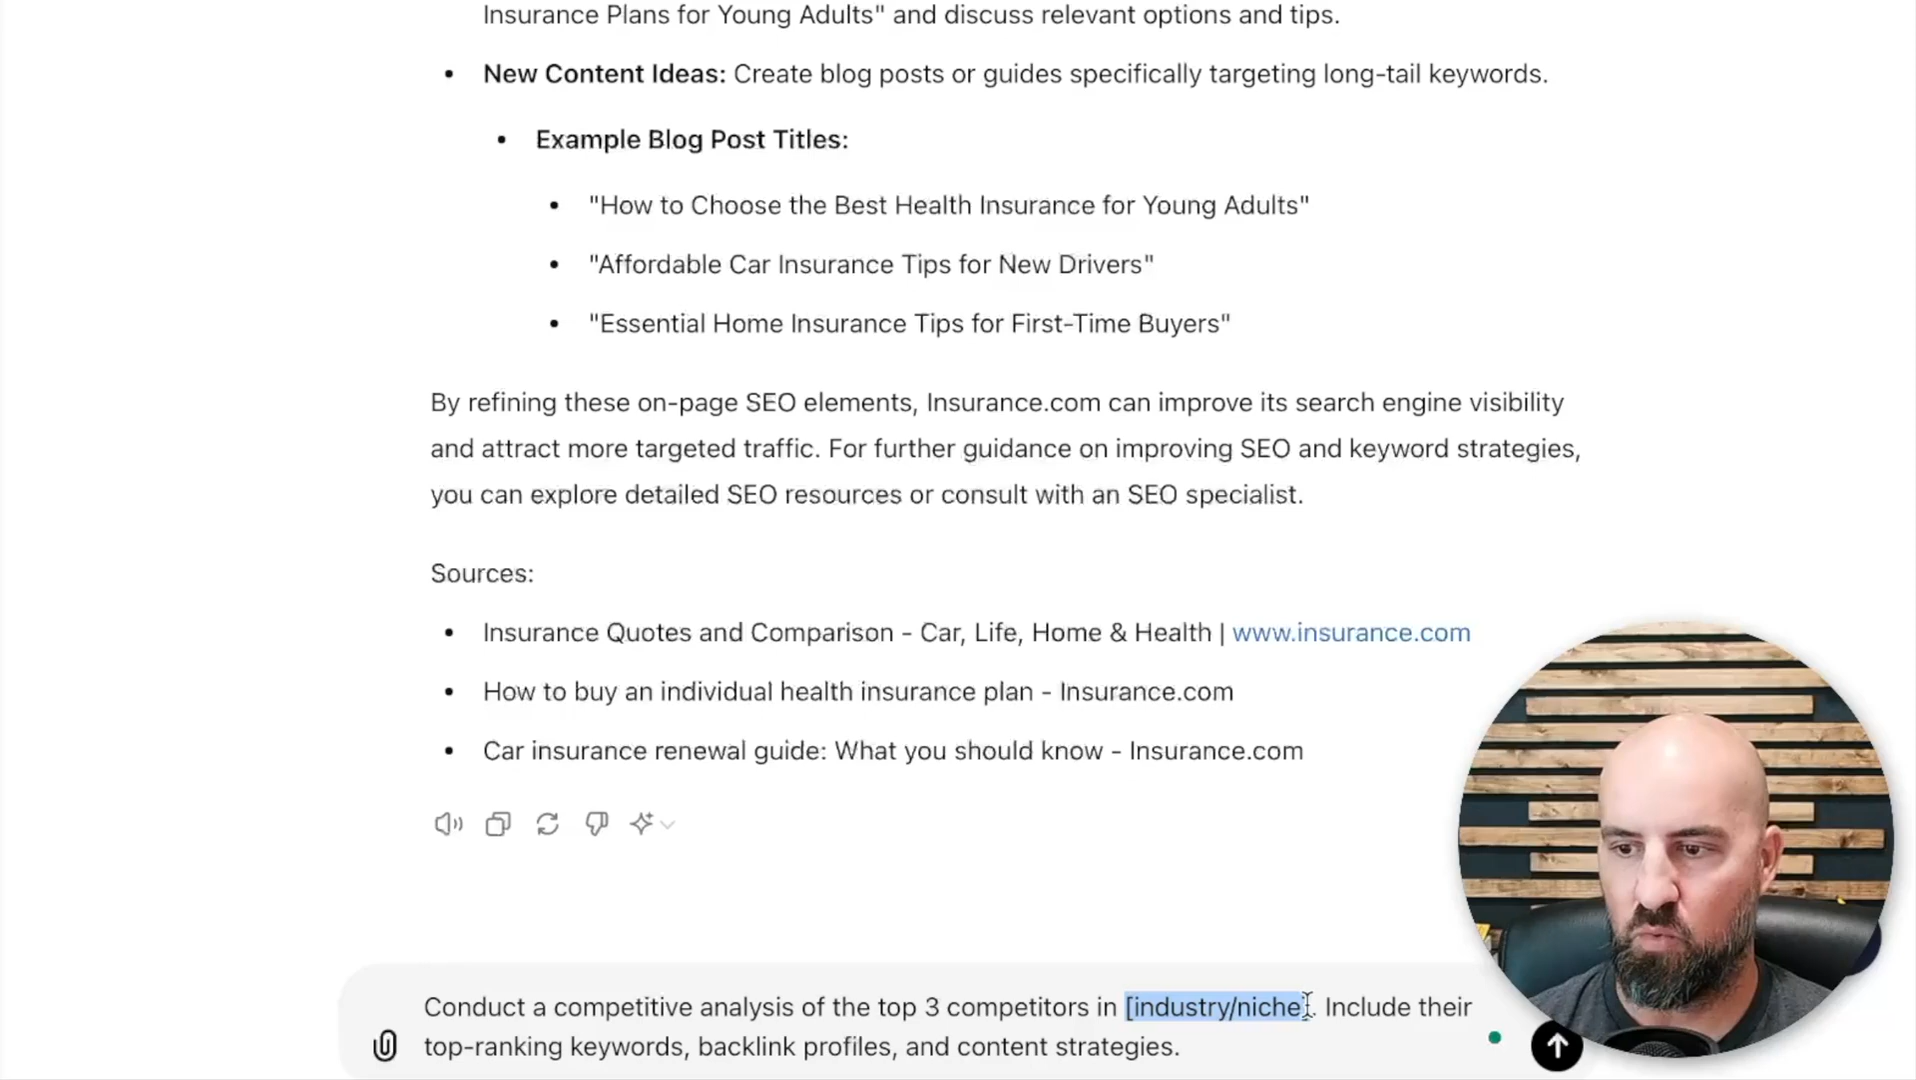 Insurance Plans for Young Adults" and discuss relevant options and tips.
• New Content Ideas: Create blog posts or guides specifically targeting long-tail keywords.
• Example Blog Post Titles:
• "How to Choose the Best Health Insurance for Young Adults"
• "Affordable Car Insurance Tips for New Drivers"
• "Essential Home Insurance Tips for First-Time Buyers"
By refining these on-page SEO elements, Insurance.com can improve its search engine visibility
and attract more targeted traffic. For further guidance on improving SEO and keyword strategies,
you can explore detailed SEO resources or consult with an SEO specialist.
Sources:
• Insurance Quotes and Comparison - Car, Life, Home & Health | www.insurance.com
• How to buy an individual health insurance plan - Insurance.com
• Car insurance renewal guide: What you should know - Insurance.com
Conduct a competitive analysis of the top 3 competitors in [industry/niche]. Include their
top-ranking keywords, backlink profiles, and content strategies.